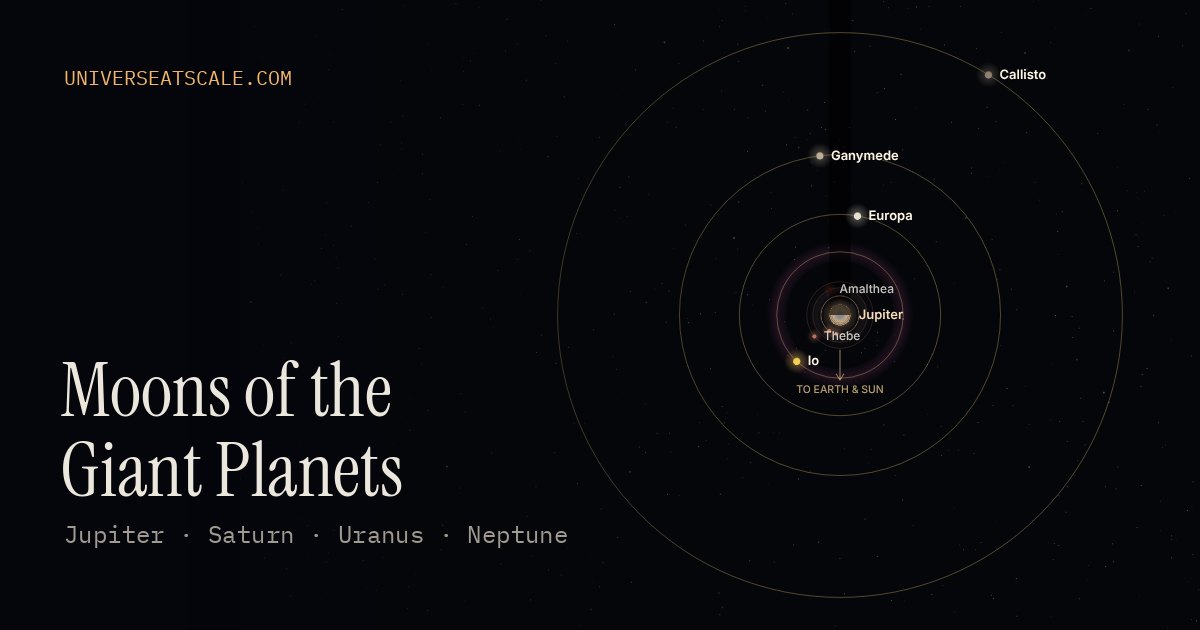 UNIVERSEATSCALE.COM
Moons of the
Giant Planets
Jupiter · Saturn · Uranus · Neptune
Callisto
Ganymede
Europa
Amalthea
Jupiter
Thebe
Io
TO EARTH & SUN